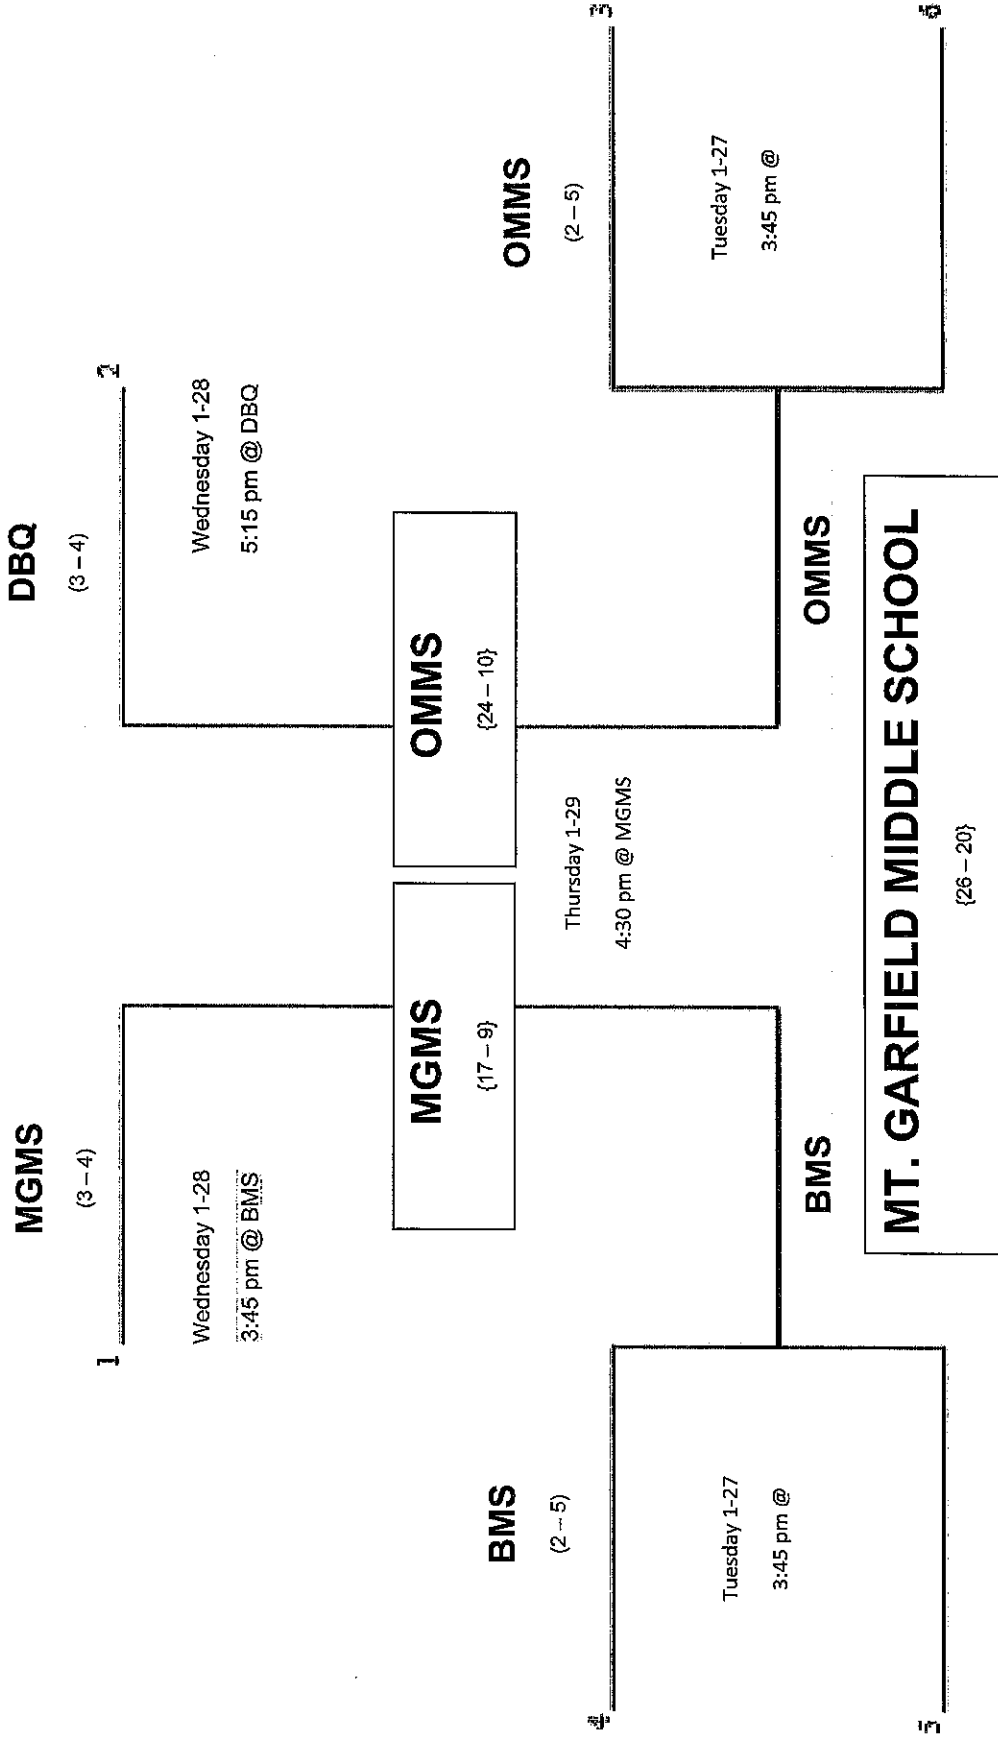 MGMS
(3 – 4)
1
Wednesday 1-28
3:45 pm @ BMS
DBQ
(3 – 4)
2
Wednesday 1-28
5:15 pm @ DBQ
MGMS
{17 – 9}
OMMS
{24 – 10}
Thursday 1-29
4:30 pm @ MGMS
BMS
(2 – 5)
4
Tuesday 1-27
3:45 pm @
5
BMS
OMMS
(2 – 5)
3
Tuesday 1-27
3:45 pm @
6
OMMS
MT. GARFIELD MIDDLE SCHOOL
{26 – 20}